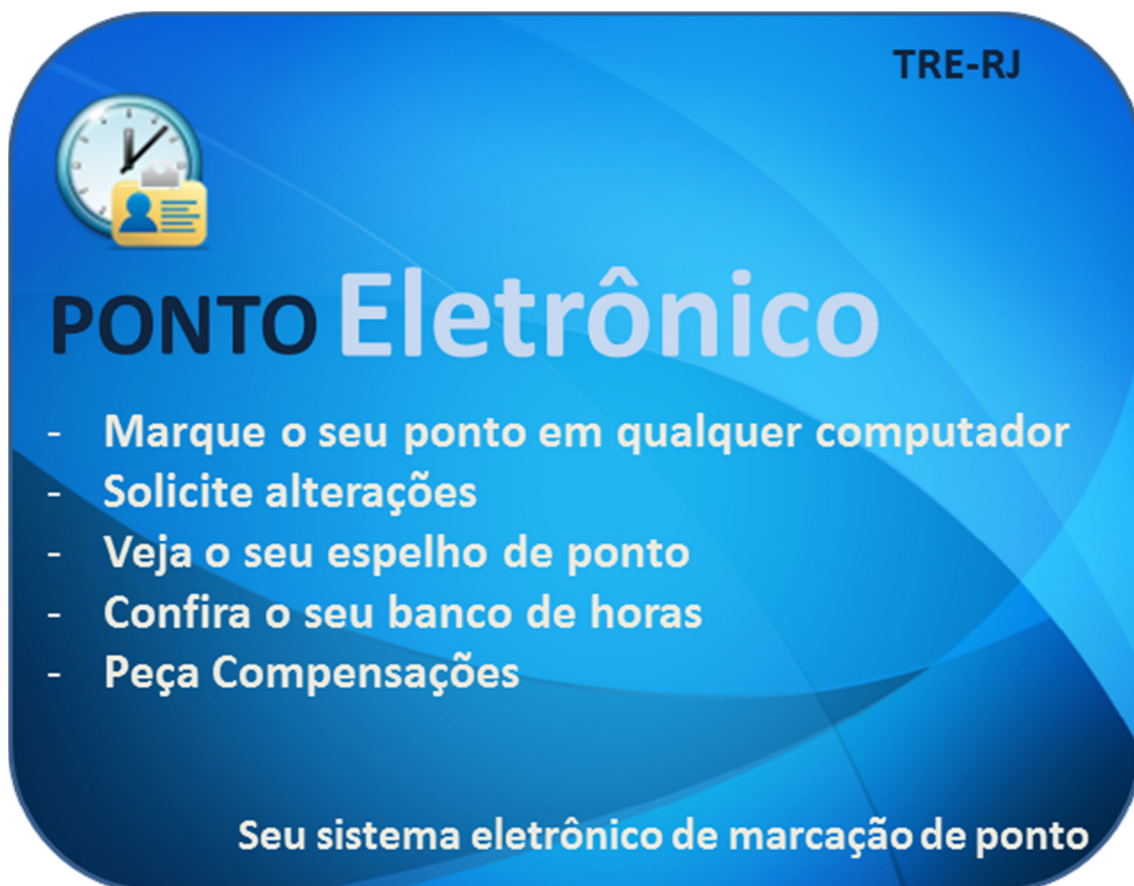 TRE-RJ
PONTO Eletrônico
- Marque o seu ponto em qualquer computador
- Solicite alterações
- Veja o seu espelho de ponto
- Confira o seu banco de horas
- Peça Compensações
Seu sistema eletrônico de marcação de ponto